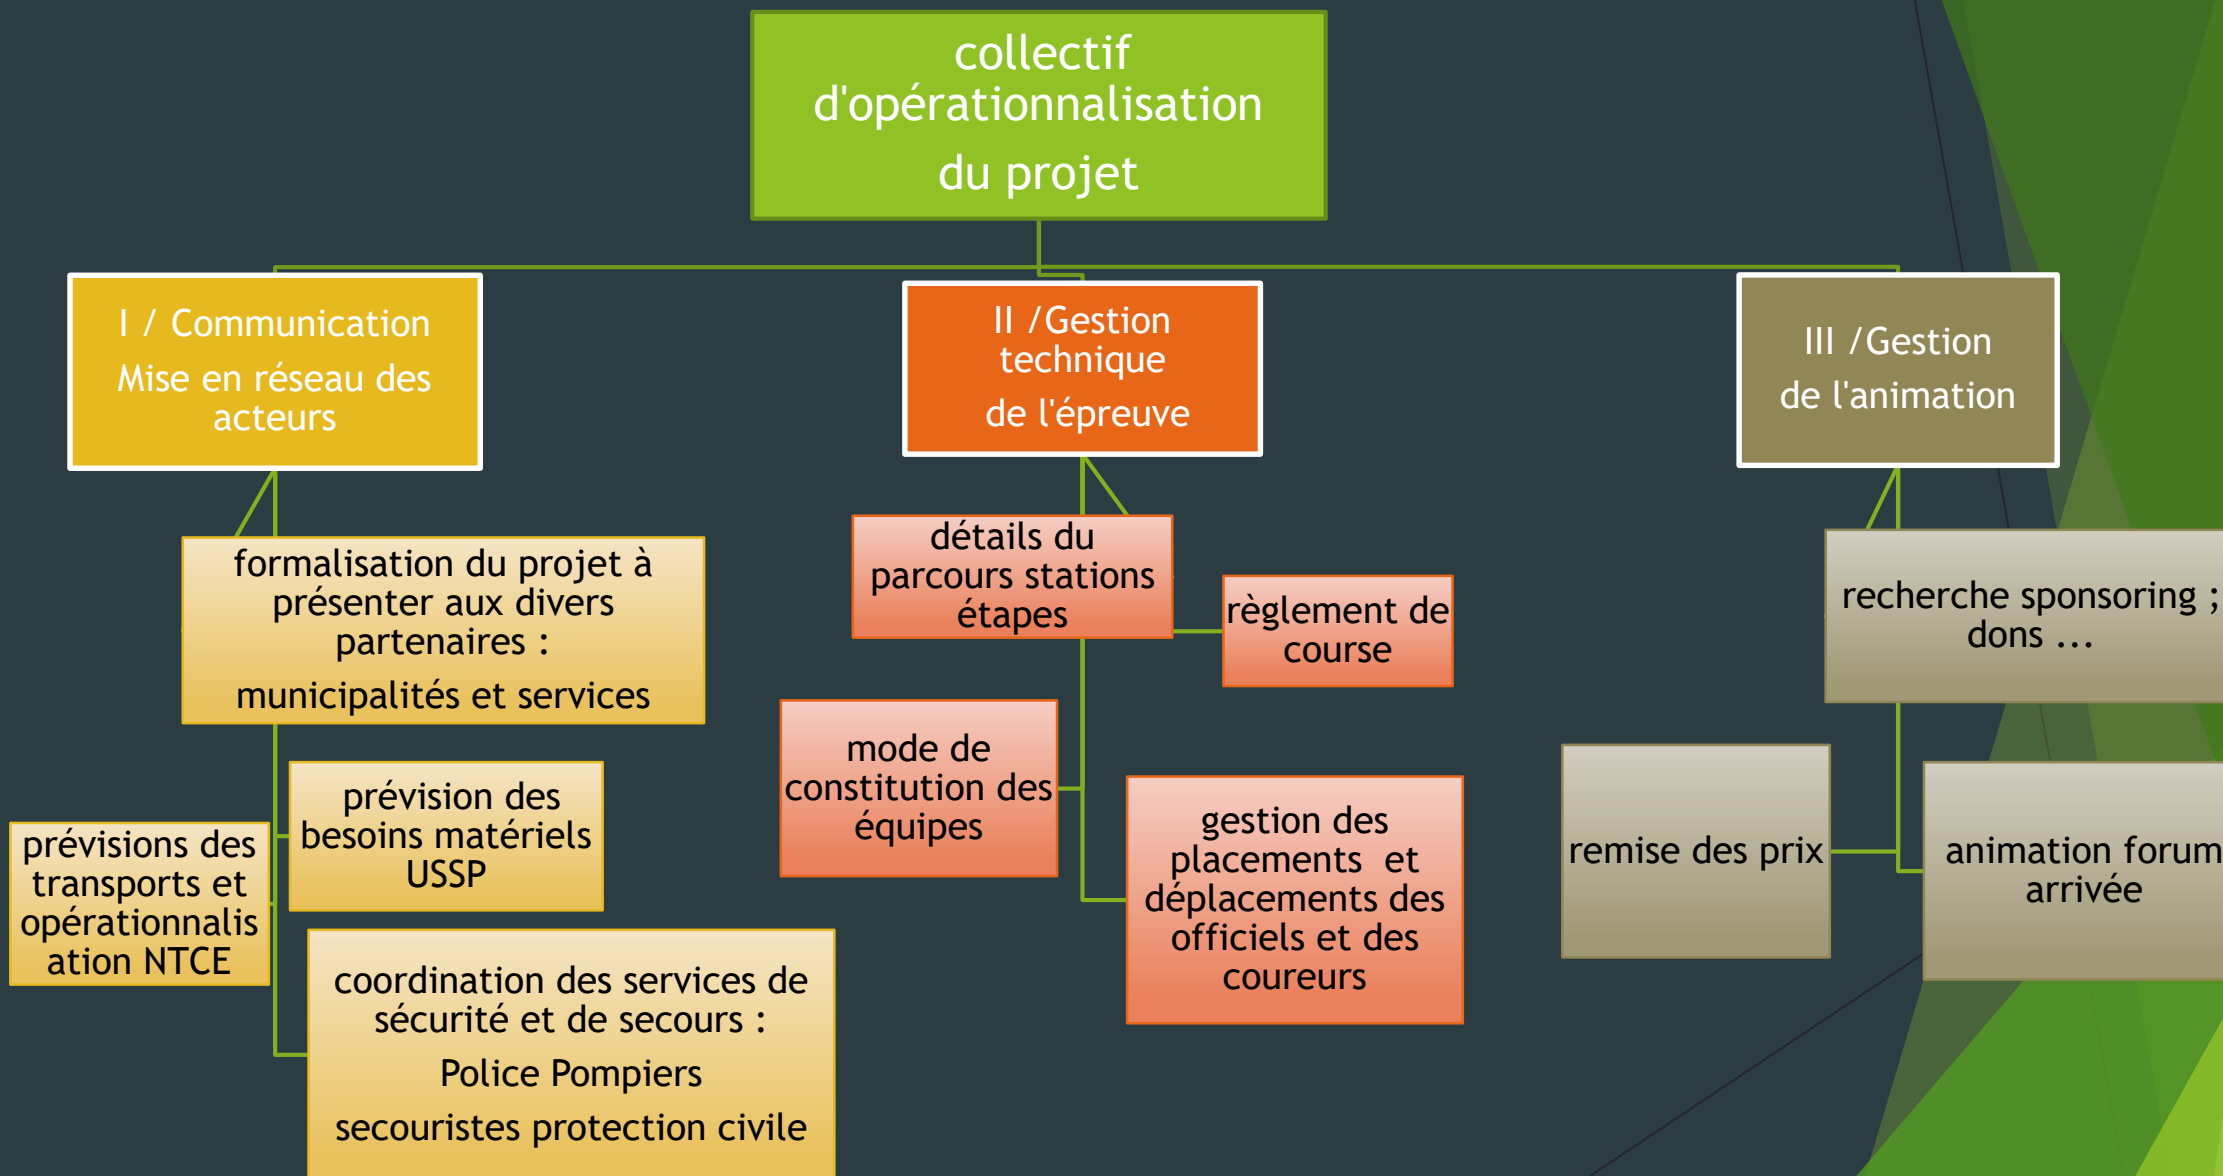 collectif
d'opérationnalisation
du projet
I / Communication
Mise en réseau des
acteurs
II /Gestion
technique
de l'épreuve
III /Gestion
de l'animation
formalisation du projet à
présenter aux divers
partenaires :
municipalités et services
prévisions des
transports et
opérationnalis
ation NTCE
prévision des
besoins matériels
USSP
coordination des services de
sécurité et de secours :
Police Pompiers
secouristes protection civile
détails du
parcours stations
étapes
règlement de
course
mode de
constitution des
équipes
gestion des
placements  et
déplacements des
officiels et des
coureurs
recherche sponsoring ;
dons ...
remise des prix
animation forum
arrivée